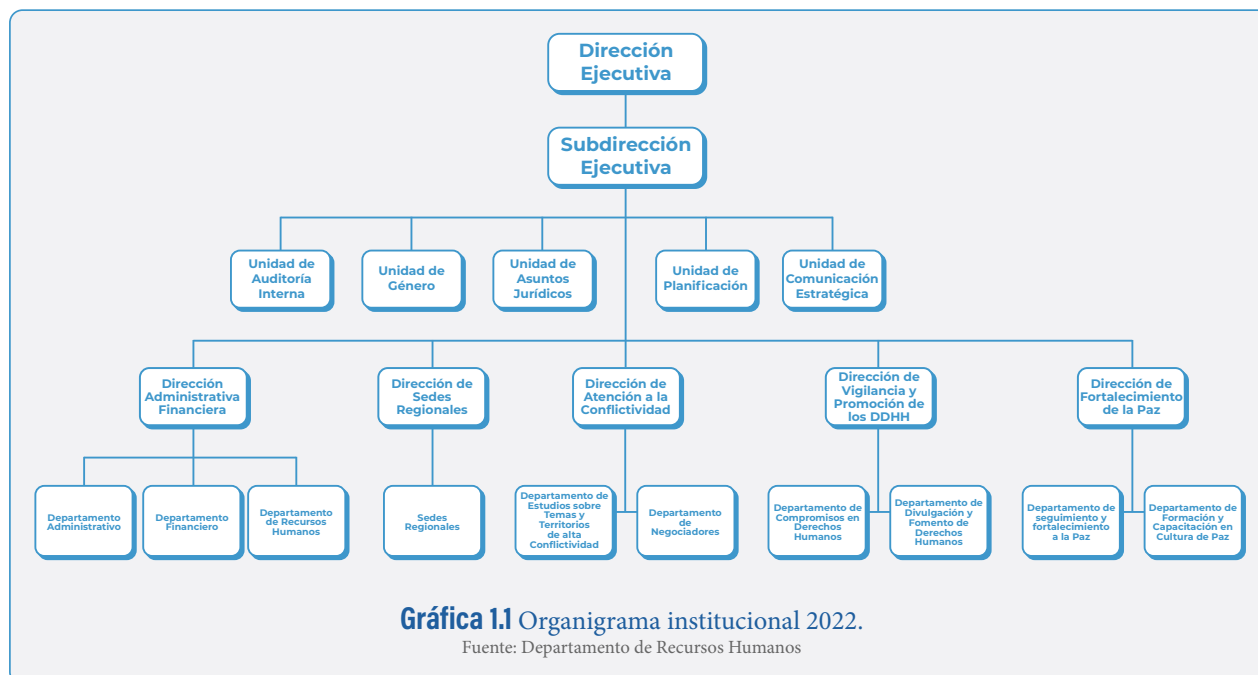 Dirección
Ejecutiva
Subdirección
Ejecutiva
Unidad de
Auditoría
Interna
Unidad de
Género
Unidad de
Asuntos
Jurídicos
Unidad de
Planificación
Unidad de
Comunicación
Estratégica
Dirección
Administrativa
Financiera
Dirección de
Sedes
Regionales
Dirección de
Atención a la
Conflictividad
Dirección de
Vigilancia y
Promoción de
los DDHH
Dirección de
Fortalecimiento
de la Paz
Departamento
Administrativo
Departamento
Financiero
Departamento
de Recursos
Humanos
Sedes
Regionales
Departamento de
Estudios sobre
Temas y
Territorios
de alta
Conflictividad
Departamento
de
Negociadores
Departamento de
Compromisos en
Derechos
Humanos
Departamento de
Divulgación y
Fomento de
Derechos
Humanos
Departamento de
seguimiento y
fortalecimiento
a la Paz
Departamento de
Formación y
Capacitación en
Cultura de Paz
Gráfica 1.1 Organigrama institucional 2022.
Fuente: Departamento de Recursos Humanos